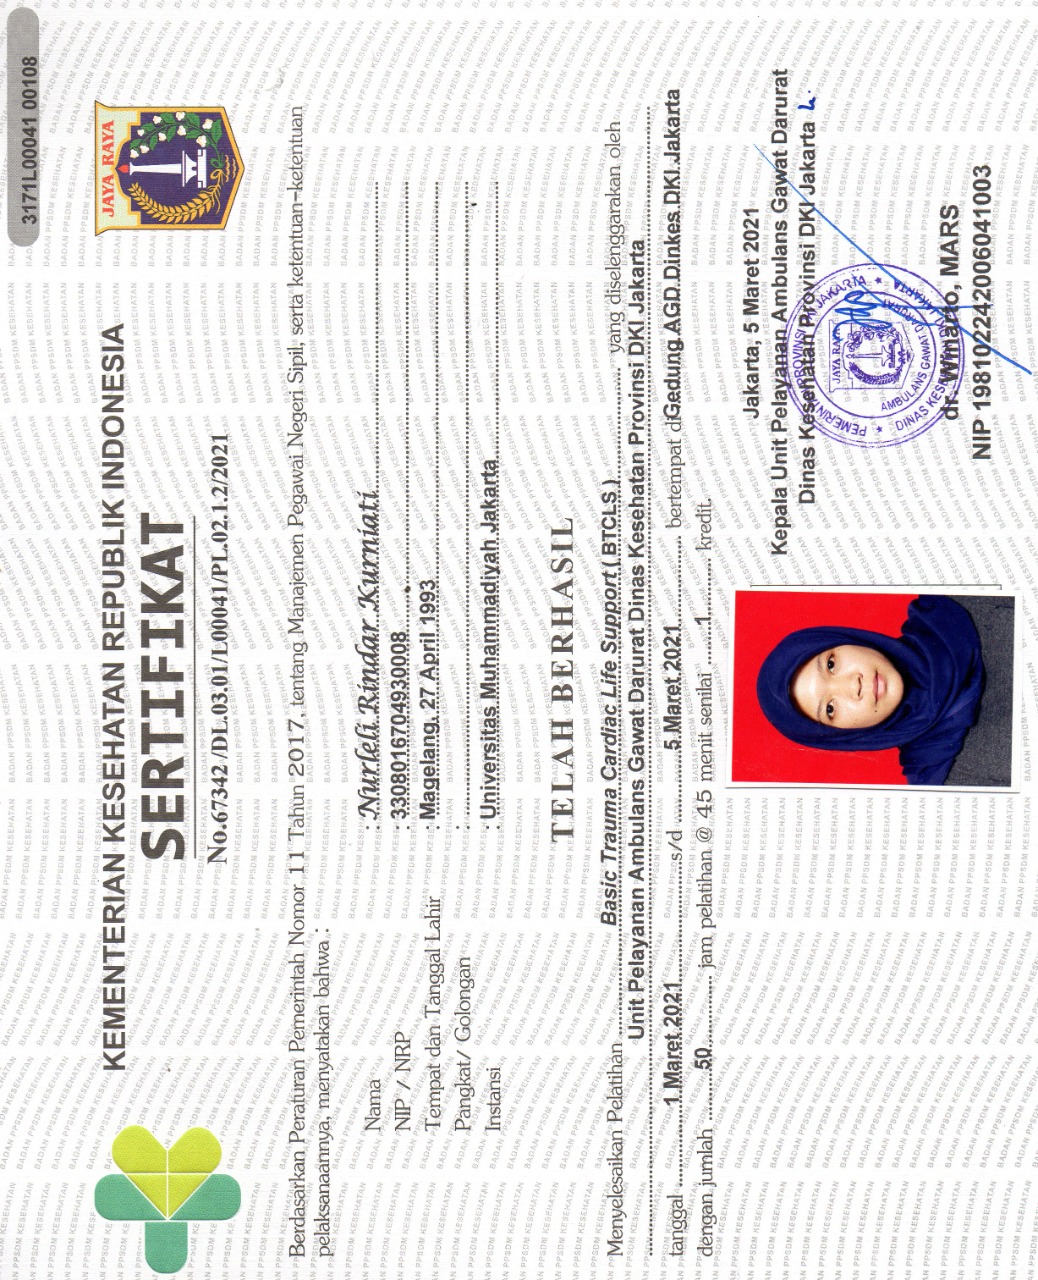 3171L00041 00108
KEMENTERIAN KESEHATAN REPUBLIK INDONESIA
JAYA RAYA
SERTIFIKAT
No.67342 /DL.03.01/L00041/PL.02.1.2/2021
Berdasarkan Peraturan Pemerintah Nomor 11 Tahun 2017, tentang Manajemen Pegawai Negeri Sipil, serta ketentuan-ketentuan
pelaksanaannya, menyatakan bahwa :
Nama : Nurleli Rindar Kurniati
NIP / NRP : 3308016704930008
Tempat dan Tanggal Lahir : Magelang, 27 April 1993
Pangkat/ Golongan :
Instansi : Universitas Muhammadiyah Jakarta
TELAH BERHASIL
Menyelesaikan Pelatihan Basic Trauma Cardiac Life Support ( BTCLS ) yang diselenggarakan oleh
Unit Pelayanan Ambulans Gawat Darurat Dinas Kesehatan Provinsi DKI Jakarta
tanggal 1 Maret 2021 s/d 5 Maret 2021 bertempat di Gedung AGD Dinkes DKI Jakarta
dengan jumlah 50 jam pelatihan @ 45 menit senilai 1 kredit.
Jakarta, 5 Maret 2021
Kepala Unit Pelayanan Ambulans Gawat Darurat
Dinas Kesehatan Provinsi DKI Jakarta
PEMERINTAH PROVINSI DKI JAKARTA
JAYA RAYA
AMBULANS GAWAT DARURAT
DINAS KESEHATAN DKI JAKARTA
dr. Winarto, MARS
NIP 198102242006041003
BADAN PPSDM KESEHATAN